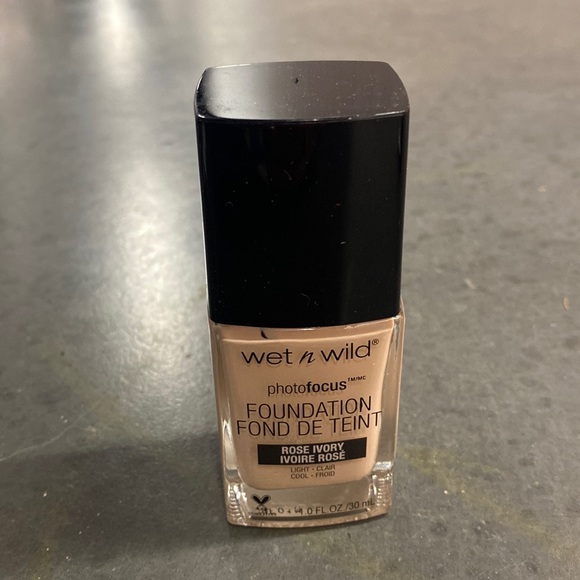 wet n wild®
photofocus™/MC
FOUNDATION
FOND DE TEINT
ROSE IVORY
IVOIRE ROSÉ
LIGHT - CLAIR
COOL - FROID
1.0 FL OZ /30 mL